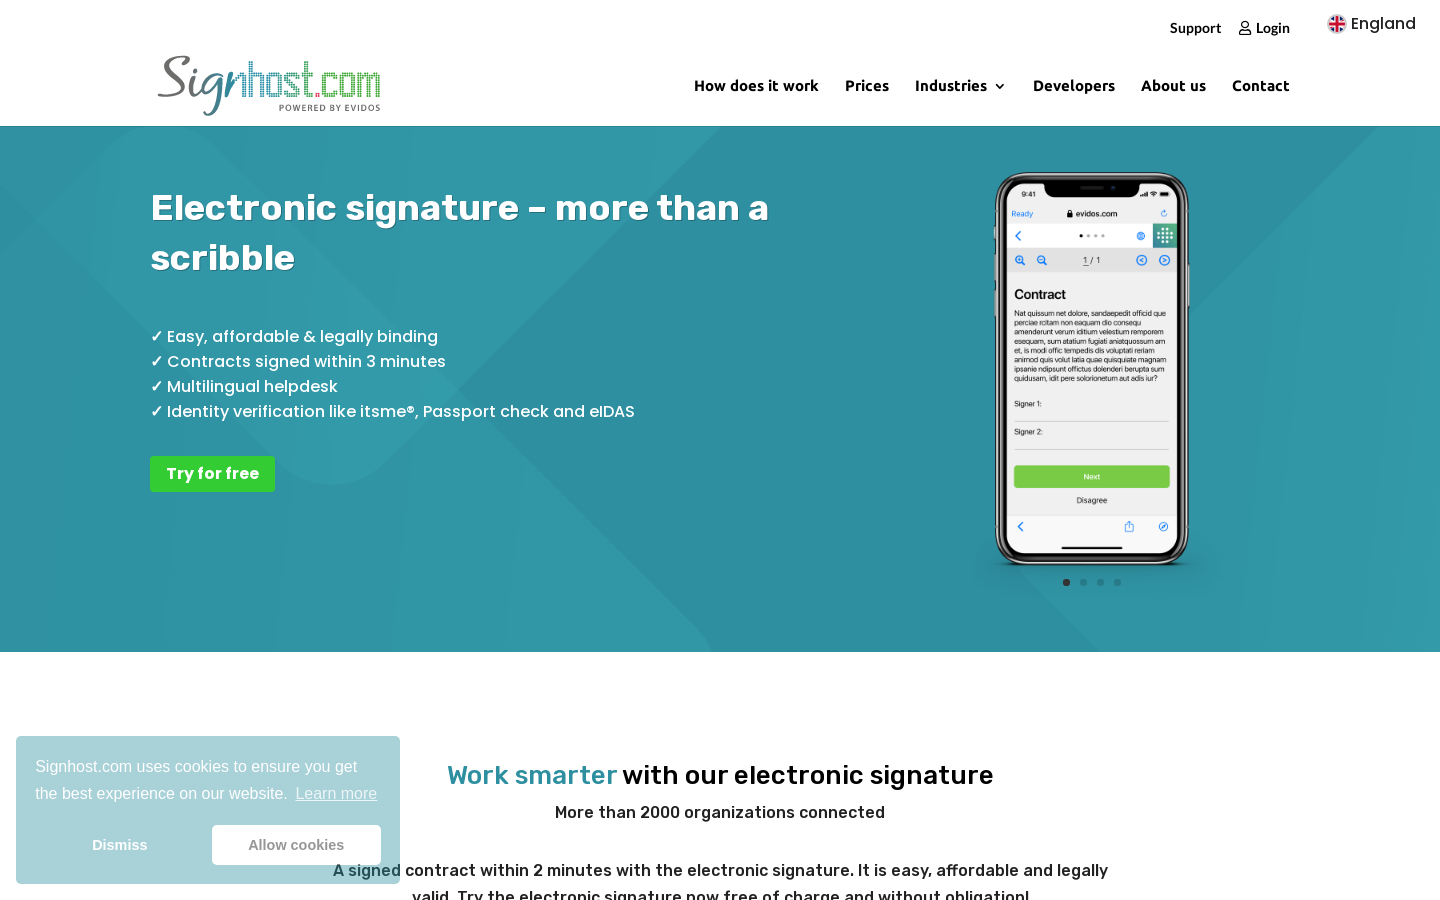 Support
Login
England
Signhost.com
POWERED BY EVIDOS
How does it work
Prices
Industries
Developers
About us
Contact
Electronic signature – more than a
scribble
✓ Easy, affordable & legally binding
✓ Contracts signed within 3 minutes
✓ Multilingual helpdesk
✓ Identity verification like itsme®, Passport check and eIDAS
Try for free
9:41
Ready
evidos.com
1 / 1
Contract
Nat quissum net dolore, sandaepedit officid que
perciae rcitam non eaquam dio consequ
amenderunt verum iditium velestium remporem
esequam, sum atatium fugiati aniatquossum am
et, is modi offic tempedis dis voluptati reriam
animod quis volut latia quae quisquiate magnam
ipsanie ndipsunt offictus dolenderi berupta sum
quidusam, idit pere solorionetum aut adis iur?
Signer 1:
Signer 2:
Next
Disagree
Work smarter with our electronic signature
More than 2000 organizations connected
A signed contract within 2 minutes with the electronic signature. It is easy, affordable and legally
valid. Try the electronic signature now free of charge and without obligation!
Signhost.com uses cookies to ensure you get
the best experience on our website. Learn more
Dismiss
Allow cookies